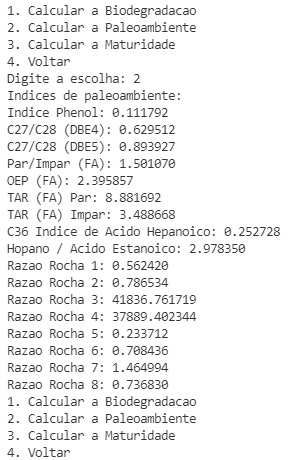 1. Calcular a Biodegradacao
2. Calcular a Paleoambiente
3. Calcular a Maturidade
4. Voltar
Digite a escolha: 2
Indices de paleoambiente:
Indice Phenol: 0.111792
C27/C28 (DBE4): 0.629512
C27/C28 (DBE5): 0.893927
Par/Impar (FA): 1.501070
OEP (FA): 2.395857
TAR (FA) Par: 8.881692
TAR (FA) Impar: 3.488668
C36 Indice de Acido Hepanoico: 0.252728
Hopano / Acido Estanoico: 2.978350
Razao Rocha 1: 0.562420
Razao Rocha 2: 0.786534
Razao Rocha 3: 41836.761719
Razao Rocha 4: 37889.402344
Razao Rocha 5: 0.233712
Razao Rocha 6: 0.708436
Razao Rocha 7: 1.464994
Razao Rocha 8: 0.736830
1. Calcular a Biodegradacao
2. Calcular a Paleoambiente
3. Calcular a Maturidade
4. Voltar